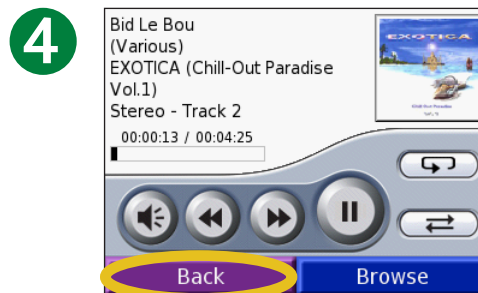 4
Bid Le Bou
(Various)
EXOTICA (Chill-Out Paradise
Vol.1)
Stereo - Track 2
00:00:13 / 00:04:25
EXOTICA
Back
Browse